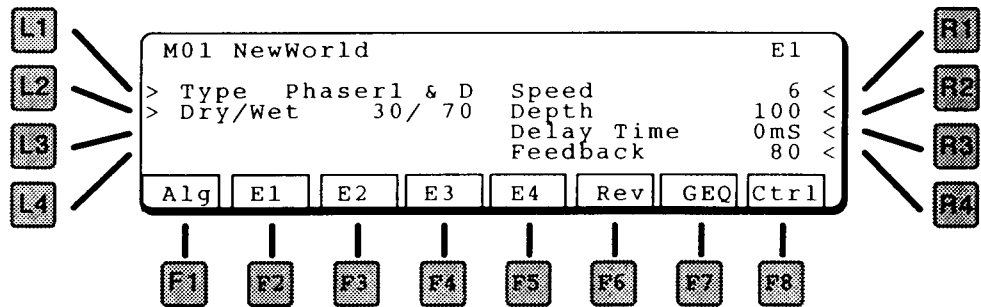 L1
L2
L3
L4
M01 NewWorld E1
> Type Phaser1 & D Speed 6 <
> Dry/Wet 30/ 70 Depth 100 <
Delay Time 0mS <
Feedback 80 <
Alg E1 E2 E3 E4 Rev GEQ Ctrl
R1
R2
R3
R4
F1 F2 F3 F4 F5 F6 F7 F8